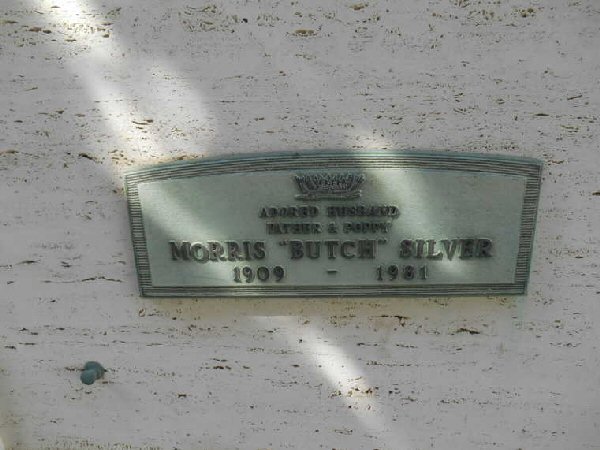 ADORED HUSBAND
FATHER & POPPY
MORRIS "BUTCH" SILVER
1909 - 1981